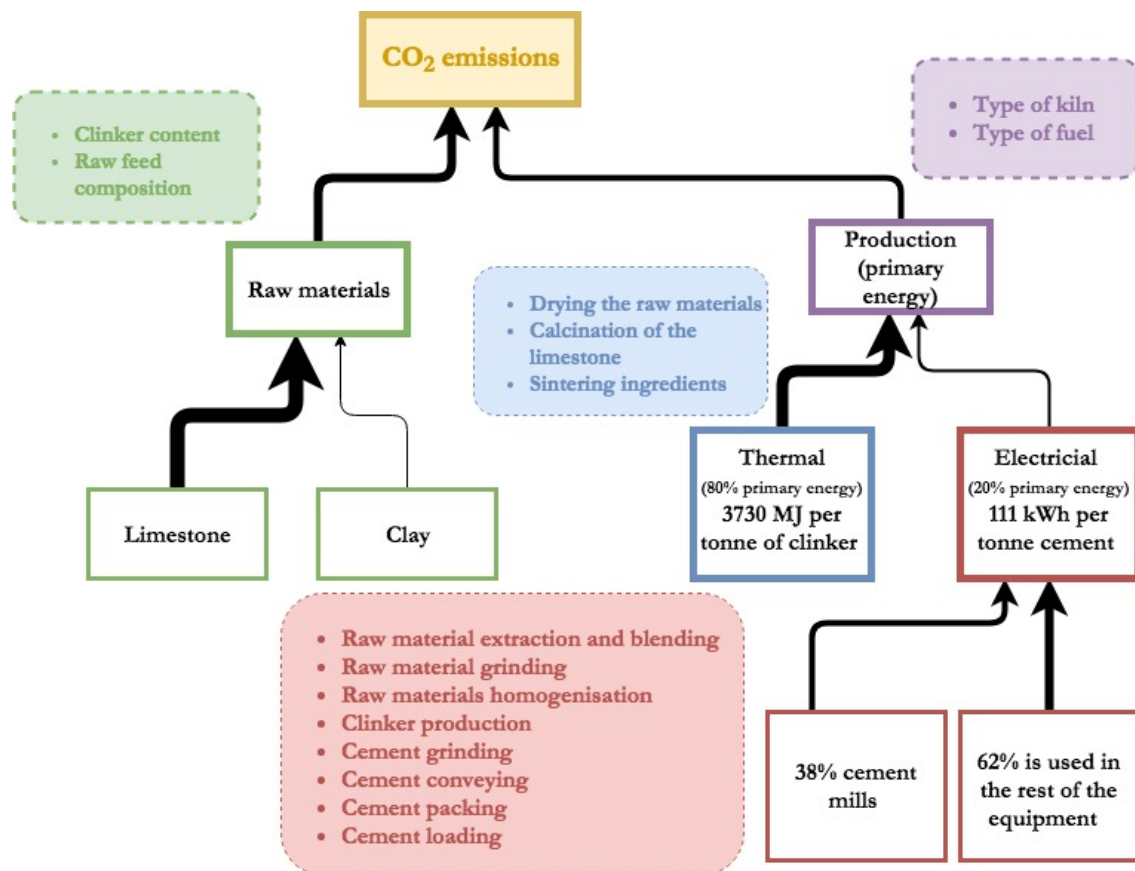 CO₂ emissions
• Clinker content
• Raw feed
composition
• Type of kiln
• Type of fuel
Raw materials
Production
(primary
energy)
• Drying the raw materials
• Calcination of the
limestone
• Sintering ingredients
Limestone
Clay
Thermal
(80% primary energy)
3730 MJ per
tonne of clinker
Electricial
(20% primary energy)
111 kWh per
tonne cement
• Raw material extraction and blending
• Raw material grinding
• Raw materials homogenisation
• Clinker production
• Cement grinding
• Cement conveying
• Cement packing
• Cement loading
38% cement
mills
62% is used in
the rest of the
equipment